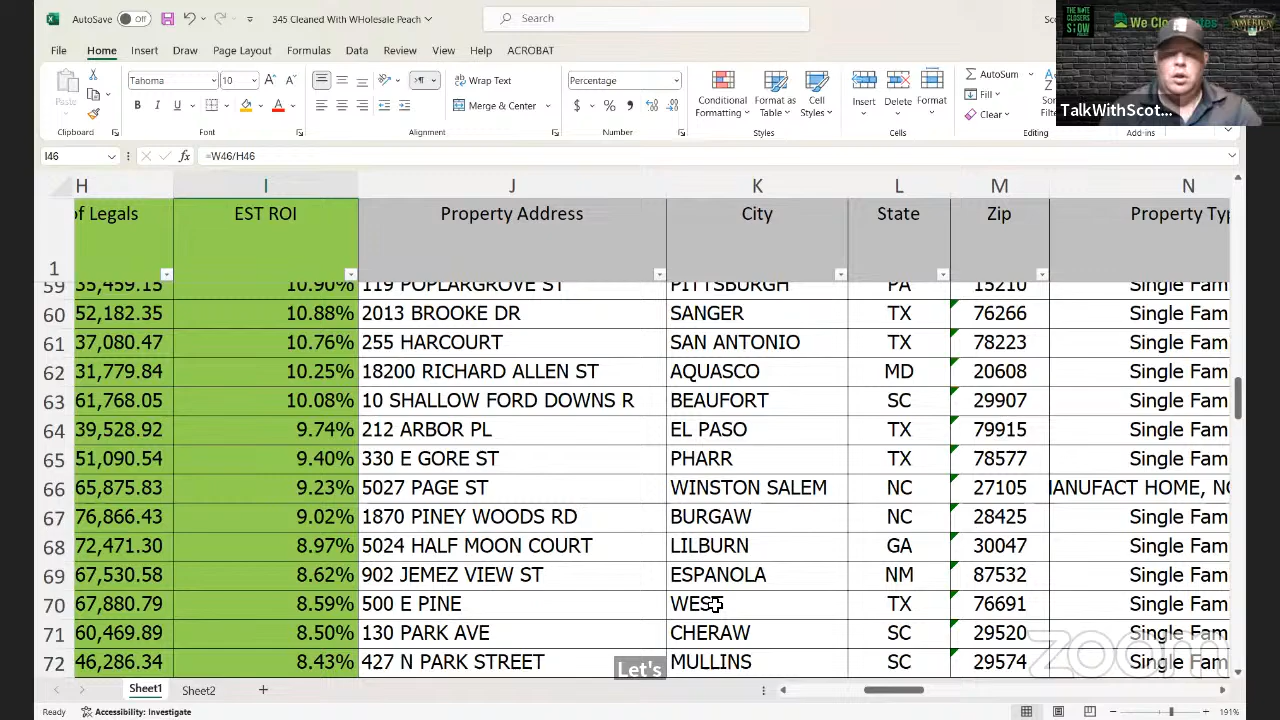 AutoSave Off 345 Cleaned With WHolesale Peach Search
THE NOTE CLOSERS SHOW We Close Notes AMERICA
File Home Insert Draw Page Layout Formulas Data Review View Help ACROBAT
Tahoma 10 Wrap Text Percentage AutoSum
Paste B I U A Merge & Center $ % Conditional Formatting Format as Table Cell Styles Insert Delete Format Fill Clear
Clipboard Font Alignment Number Styles Cells Editing Add-ins
TalkWithScot...
I46 fx =W46/H46
H I J K L M N
1 of Legals EST ROI Property Address City State Zip Property Typ
59 35,459.15 10.90% 119 POPLARGROVE ST PITTSBURGH PA 15210 Single Fam
60 52,182.35 10.88% 2013 BROOKE DR SANGER TX 76266 Single Fam
61 37,080.47 10.76% 255 HARCOURT SAN ANTONIO TX 78223 Single Fam
62 31,779.84 10.25% 18200 RICHARD ALLEN ST AQUASCO MD 20608 Single Fam
63 61,768.05 10.08% 10 SHALLOW FORD DOWNS R BEAUFORT SC 29907 Single Fam
64 39,528.92 9.74% 212 ARBOR PL EL PASO TX 79915 Single Fam
65 51,090.54 9.40% 330 E GORE ST PHARR TX 78577 Single Fam
66 65,875.83 9.23% 5027 PAGE ST WINSTON SALEM NC 27105 MANUFACT HOME, NO
67 76,866.43 9.02% 1870 PINEY WOODS RD BURGAW NC 28425 Single Fam
68 72,471.30 8.97% 5024 HALF MOON COURT LILBURN GA 30047 Single Fam
69 67,530.58 8.62% 902 JEMEZ VIEW ST ESPANOLA NM 87532 Single Fam
70 67,880.79 8.59% 500 E PINE WEST TX 76691 Single Fam
71 60,469.89 8.50% 130 PARK AVE CHERAW SC 29520 Single Fam
72 46,286.34 8.43% 427 N PARK STREET MULLINS SC 29574 Single Fam
zoom
Let's
Sheet1 Sheet2
Ready Accessibility: Investigate 191%